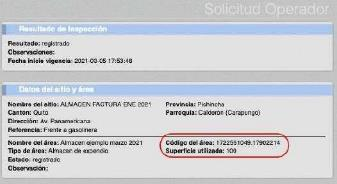 Solicitud Operador
Resultado de Inspección
Resultado: registrado
Observaciones:
Fecha inicio vigencia: 2021-03-05 17:53:48
Datos del sitio y área
Nombre del sitio: ALMACEN FACTURA ENE 2021 Provincia: Pichincha
Cantón: Quito Parroquia: Calderón (Carapungo)
Dirección: Av. Panamericana
Referencia: Frente a gasolinera
Nombre del área: Almacen ejemplo marzo 2021 Código del área: 1722551049.17902214
Tipo de área: Almacen de expendio Superficie utilizada: 100
Estado: registrado
Observación: